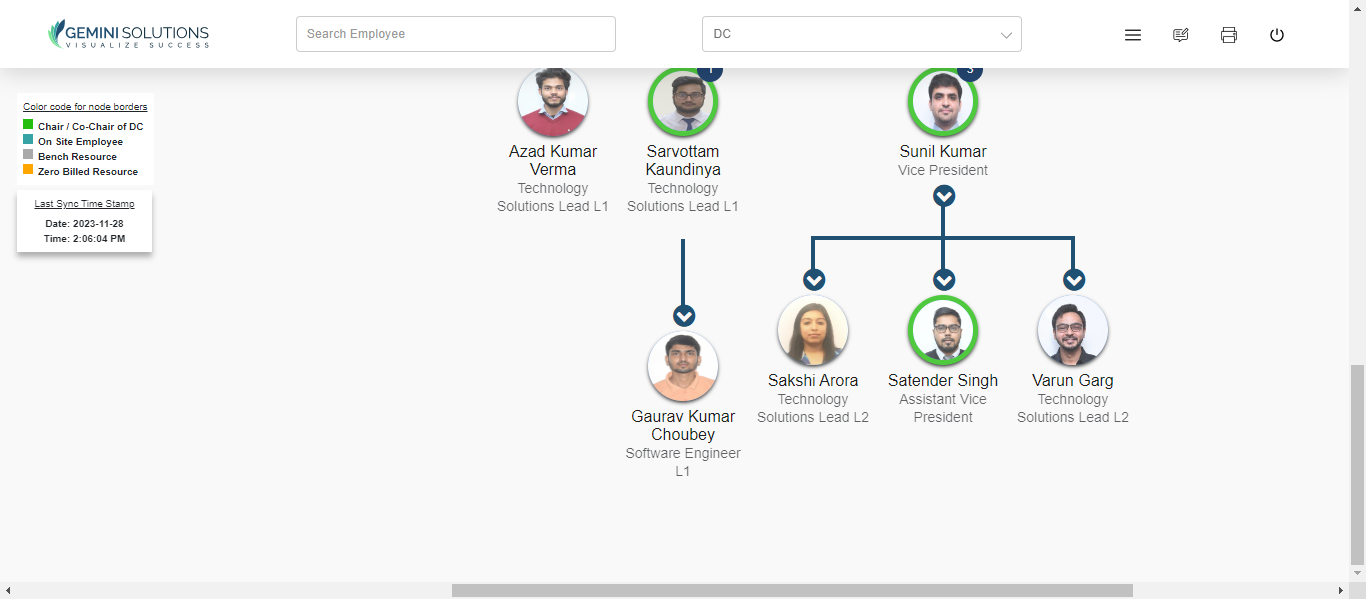 GEMINI SOLUTIONS
VISUALIZE SUCCESS
Search Employee
DC
Color code for node borders
Chair / Co-Chair of DC
On Site Employee
Bench Resource
Zero Billed Resource
Last Sync Time Stamp
Date: 2023-11-28
Time: 2:06:04 PM
Azad Kumar
Verma
Technology
Solutions Lead L1
1
Sarvottam
Kaundinya
Technology
Solutions Lead L1
3
Sunil Kumar
Vice President
Gaurav Kumar
Choubey
Software Engineer
L1
Sakshi Arora
Technology
Solutions Lead L2
Satender Singh
Assistant Vice
President
Varun Garg
Technology
Solutions Lead L2